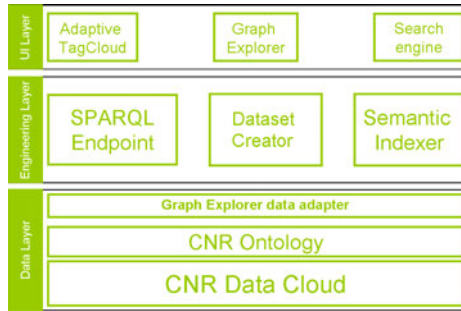 UI Layer
Adaptive
TagCloud
Graph
Explorer
Search
engine
Engineering Layer
SPARQL
Endpoint
Dataset
Creator
Semantic
Indexer
Data Layer
Graph Explorer data adapter
CNR Ontology
CNR Data Cloud